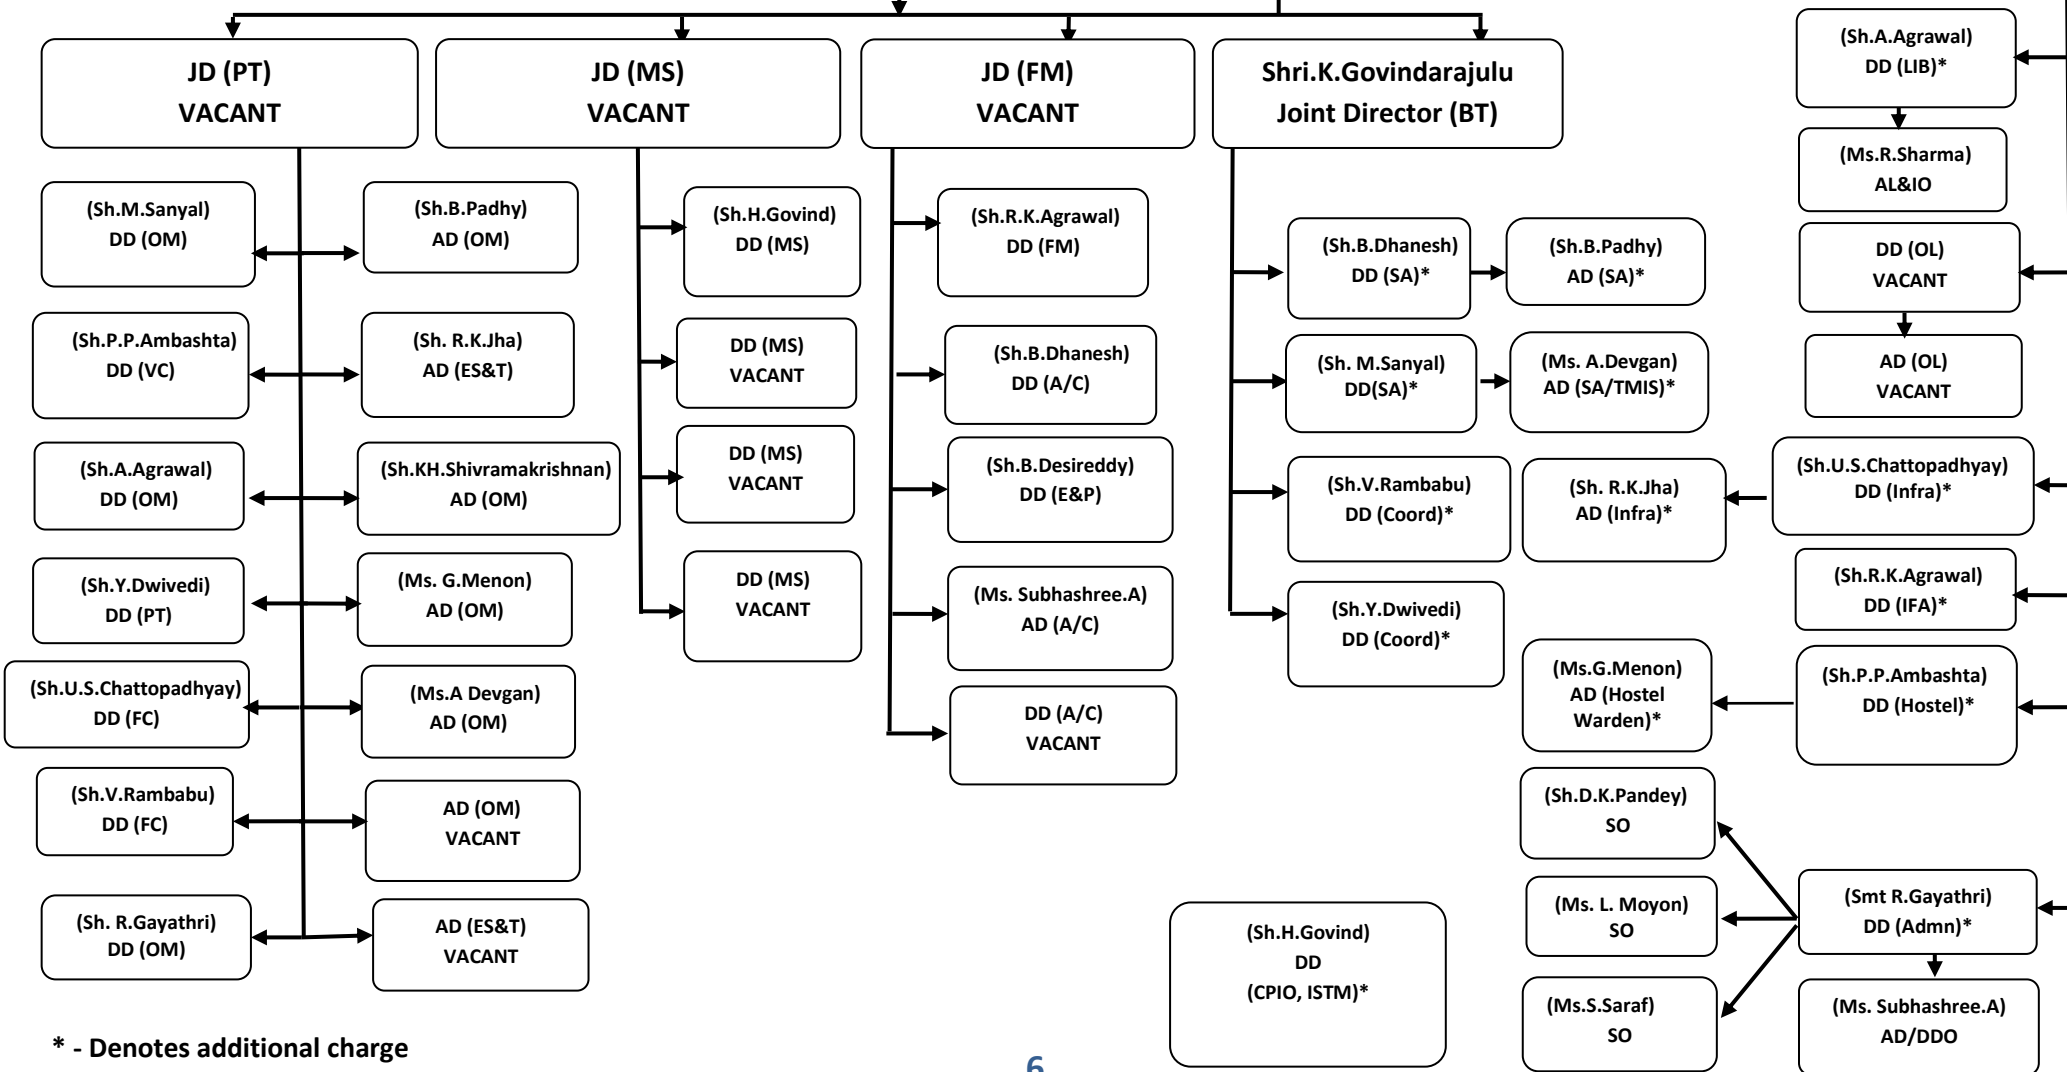 JD (PT)
VACANT
JD (MS)
VACANT
JD (FM)
VACANT
Shri.K.Govindarajulu
Joint Director (BT)
(Sh.M.Sanyal)
DD (OM)
(Sh.B.Padhy)
AD (OM)
(Sh.P.P.Ambashta)
DD (VC)
(Sh. R.K.Jha)
AD (ES&T)
(Sh.A.Agrawal)
DD (OM)
(Sh.KH.Shivramakrishnan)
AD (OM)
(Sh.Y.Dwivedi)
DD (PT)
(Ms. G.Menon)
AD (OM)
(Sh.U.S.Chattopadhyay)
DD (FC)
(Ms.A Devgan)
AD (OM)
(Sh.V.Rambabu)
DD (FC)
AD (OM)
VACANT
(Sh. R.Gayathri)
DD (OM)
AD (ES&T)
VACANT
(Sh.H.Govind)
DD (MS)
DD (MS)
VACANT
DD (MS)
VACANT
DD (MS)
VACANT
(Sh.R.K.Agrawal)
DD (FM)
(Sh.B.Dhanesh)
DD (A/C)
(Sh.B.Desireddy)
DD (E&P)
(Ms. Subhashree.A)
AD (A/C)
DD (A/C)
VACANT
(Sh.B.Dhanesh)
DD (SA)*
(Sh.B.Padhy)
AD (SA)*
(Sh. M.Sanyal)
DD(SA)*
(Ms. A.Devgan)
AD (SA/TMIS)*
(Sh.V.Rambabu)
DD (Coord)*
(Sh.Y.Dwivedi)
DD (Coord)*
(Sh.A.Agrawal)
DD (LIB)*
(Ms.R.Sharma)
AL&IO
DD (OL)
VACANT
AD (OL)
VACANT
(Sh.U.S.Chattopadhyay)
DD (Infra)*
(Sh. R.K.Jha)
AD (Infra)*
(Sh.R.K.Agrawal)
DD (IFA)*
(Sh.P.P.Ambashta)
DD (Hostel)*
(Ms.G.Menon)
AD (Hostel
Warden)*
(Smt R.Gayathri)
DD (Admn)*
(Sh.D.K.Pandey)
SO
(Ms. L. Moyon)
SO
(Ms.S.Saraf)
SO
(Ms. Subhashree.A)
AD/DDO
(Sh.H.Govind)
DD
(CPIO, ISTM)*
* - Denotes additional charge
6